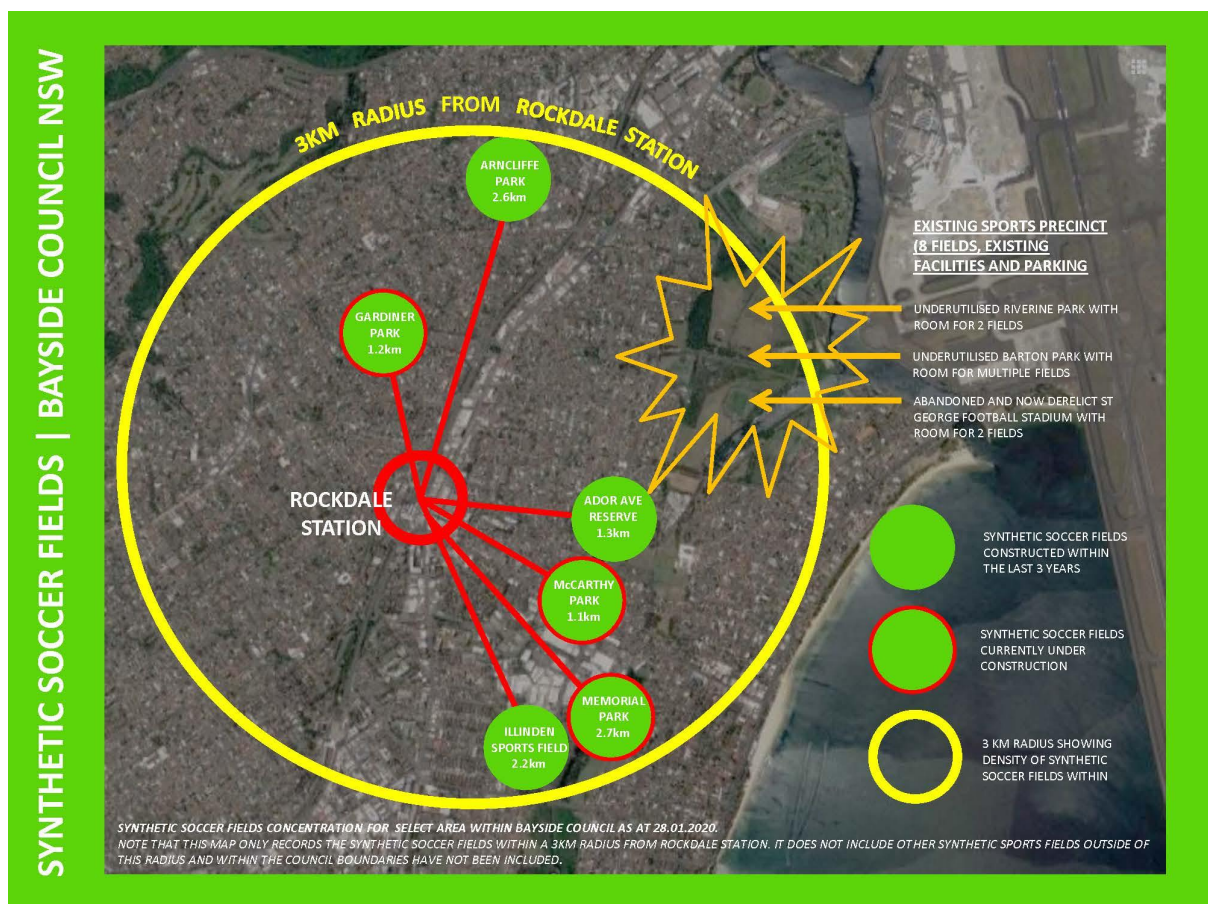 SYNTHETIC SOCCER FIELDS | BAYSIDE COUNCIL NSW
3KM RADIUS FROM ROCKDALE STATION
ARNCLIFFE
PARK
2.6km
GARDINER
PARK
1.2km
EXISTING SPORTS PRECINCT
(8 FIELDS, EXISTING
FACILITIES AND PARKING
UNDERUTILISED RIVERINE PARK WITH
ROOM FOR 2 FIELDS
UNDERUTILISED BARTON PARK WITH
ROOM FOR MULTIPLE FIELDS
ABANDONED AND NOW DERELICT ST
GEORGE FOOTBALL STADIUM WITH
ROOM FOR 2 FIELDS
ROCKDALE
STATION
ADOR AVE
RESERVE
1.3km
McCARTHY
PARK
1.1km
MEMORIAL
PARK
2.7km
ILLINDEN
SPORTS FIELD
2.2km
SYNTHETIC SOCCER FIELDS
CONSTRUCTED WITHIN
THE LAST 3 YEARS
SYNTHETIC SOCCER FIELDS
CURRENTLY UNDER
CONSTRUCTION
3 KM RADIUS SHOWING
DENSITY OF SYNTHETIC
SOCCER FIELDS WITHIN
SYNTHETIC SOCCER FIELDS CONCENTRATION FOR SELECT AREA WITHIN BAYSIDE COUNCIL AS AT 28.01.2020.
NOTE THAT THIS MAP ONLY RECORDS THE SYNTHETIC SOCCER FIELDS WITHIN A 3KM RADIUS FROM ROCKDALE STATION. IT DOES NOT INCLUDE OTHER SYNTHETIC SPORTS FIELDS OUTSIDE OF
THIS RADIUS AND WITHIN THE COUNCIL BOUNDARIES HAVE NOT BEEN INCLUDED.